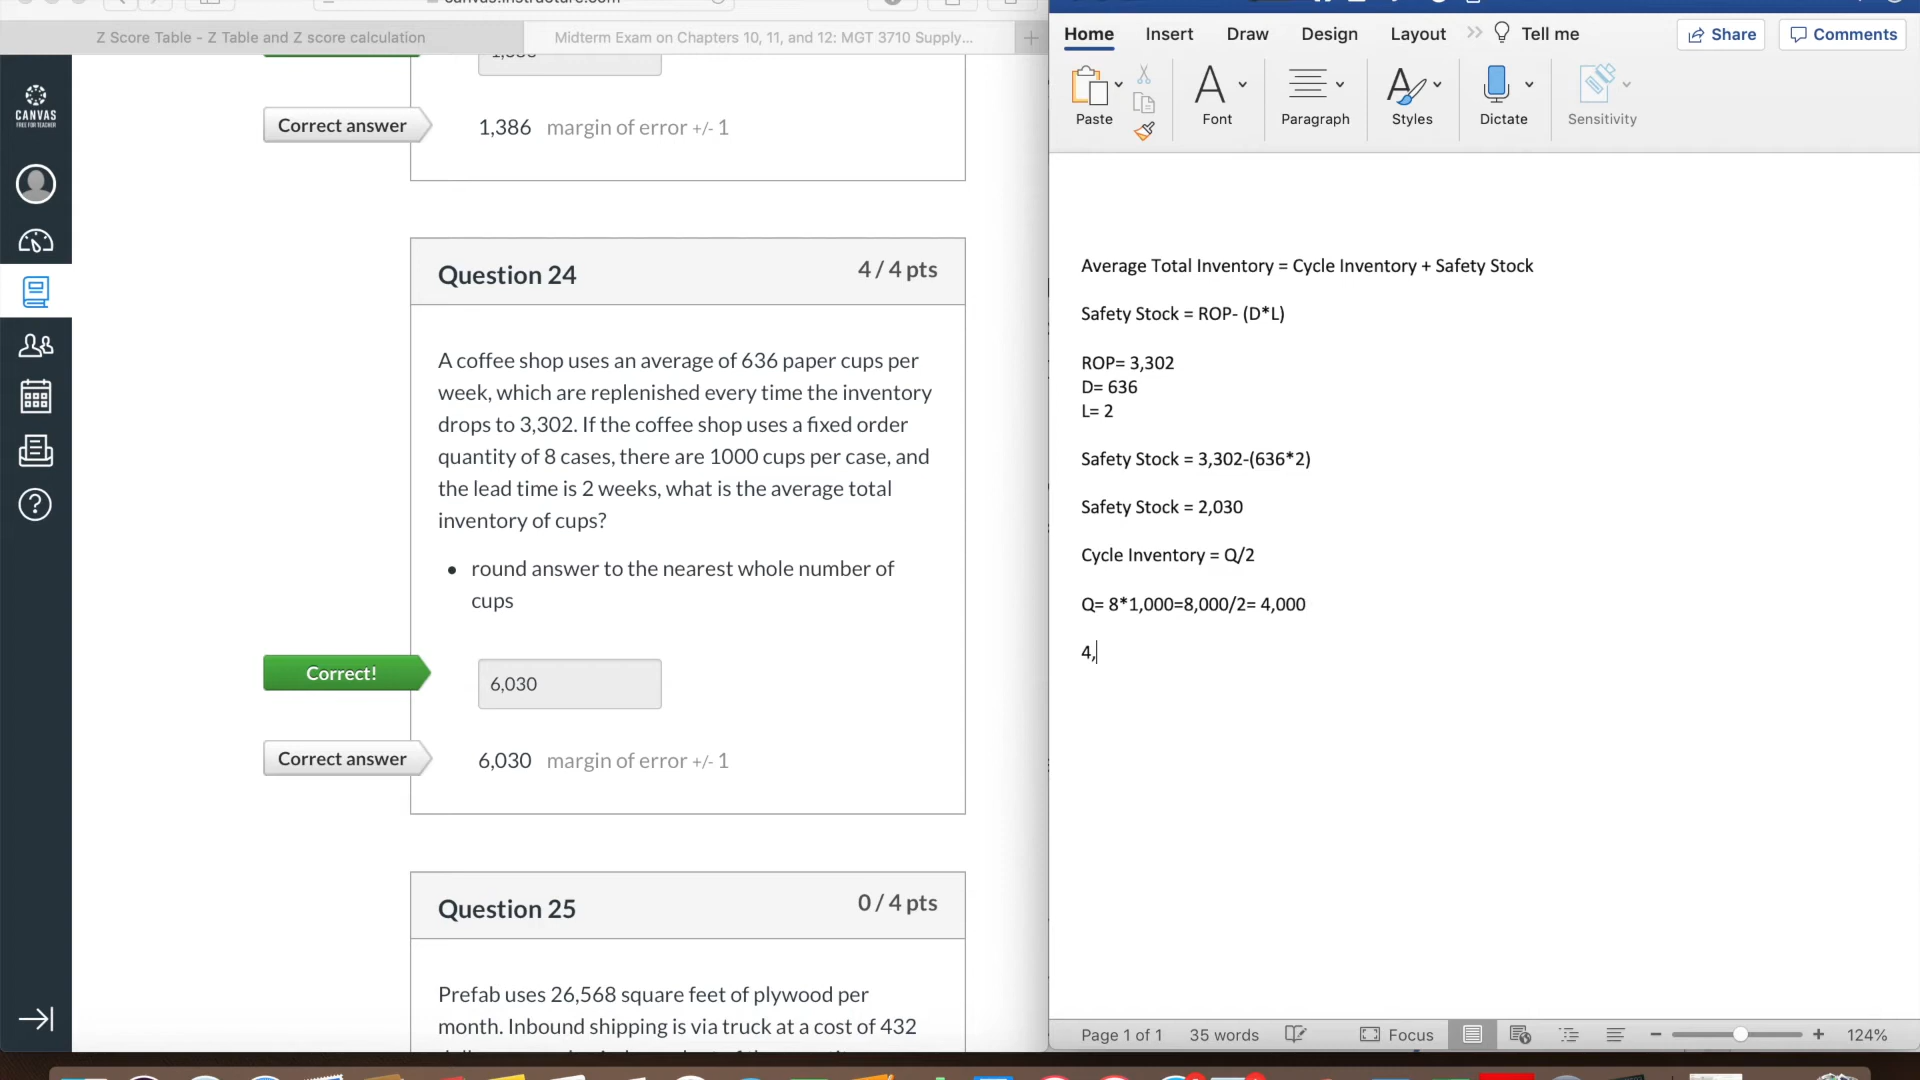 Z Score Table - Z Table and Z score calculation
Midterm Exam on Chapters 10, 11, and 12: MGT 3710 Supply...
Home
Insert
Draw
Design
Layout
Tell me
Share
Comments
Paste
Font
Paragraph
Styles
Dictate
Sensitivity
CANVAS
FREE FOR TEACHER
Correct answer
1,386 margin of error +/- 1
Question 24
4 / 4 pts
A coffee shop uses an average of 636 paper cups per
week, which are replenished every time the inventory
drops to 3,302. If the coffee shop uses a fixed order
quantity of 8 cases, there are 1000 cups per case, and
the lead time is 2 weeks, what is the average total
inventory of cups?
• round answer to the nearest whole number of
cups
Correct!
6,030
Correct answer
6,030 margin of error +/- 1
Question 25
0 / 4 pts
Prefab uses 26,568 square feet of plywood per
month. Inbound shipping is via truck at a cost of 432
Average Total Inventory = Cycle Inventory + Safety Stock
Safety Stock = ROP- (D*L)
ROP= 3,302
D= 636
L= 2
Safety Stock = 3,302-(636*2)
Safety Stock = 2,030
Cycle Inventory = Q/2
Q= 8*1,000=8,000/2= 4,000
4,
Page 1 of 1
35 words
Focus
124%